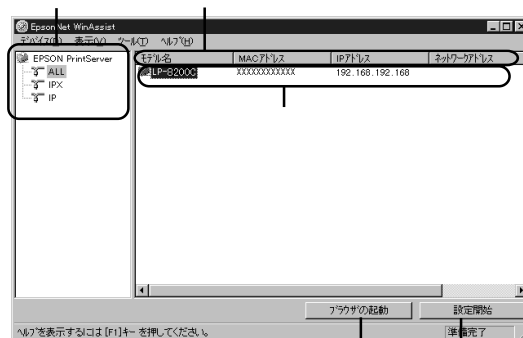 EpsonNet WinAssist
デバイス(D) 表示(V) ツール(T) ヘルプ(H)
EPSON PrintServer
ALL
IPX
IP
モデル名 MACアドレス IPアドレス ネットワークアドレス
LP-8200C XXXXXXXXXXXX 192.168.192.168
ブラウザの起動 設定開始
ヘルプを表示するには [F1]キー を押してください。 準備完了